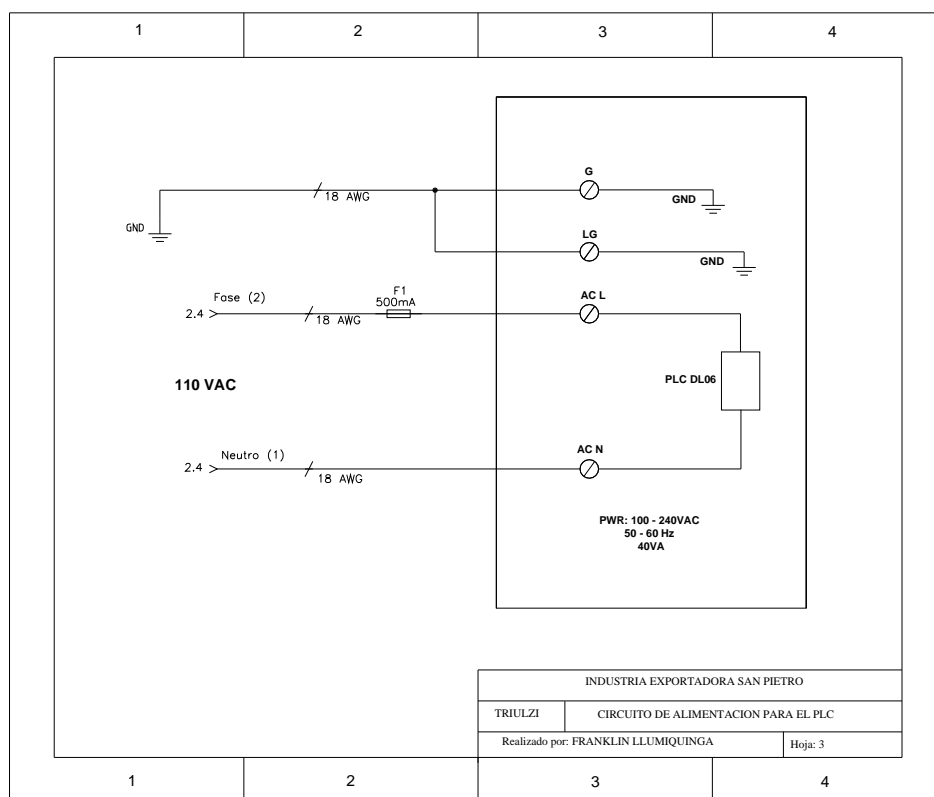 1 2 3 4
G
18 AWG
GND
GND
LG
GND
Fase (2)
F1
500mA
AC L
2.4
18 AWG
110 VAC
PLC DL06
Neutro (1)
AC N
2.4
18 AWG
PWR: 100 - 240VAC
50 - 60 Hz
40VA
INDUSTRIA EXPORTADORA SAN PIETRO
TRIULZI CIRCUITO DE ALIMENTACION PARA EL PLC
Realizado por: FRANKLIN LLUMIQUINGA Hoja: 3
1 2 3 4